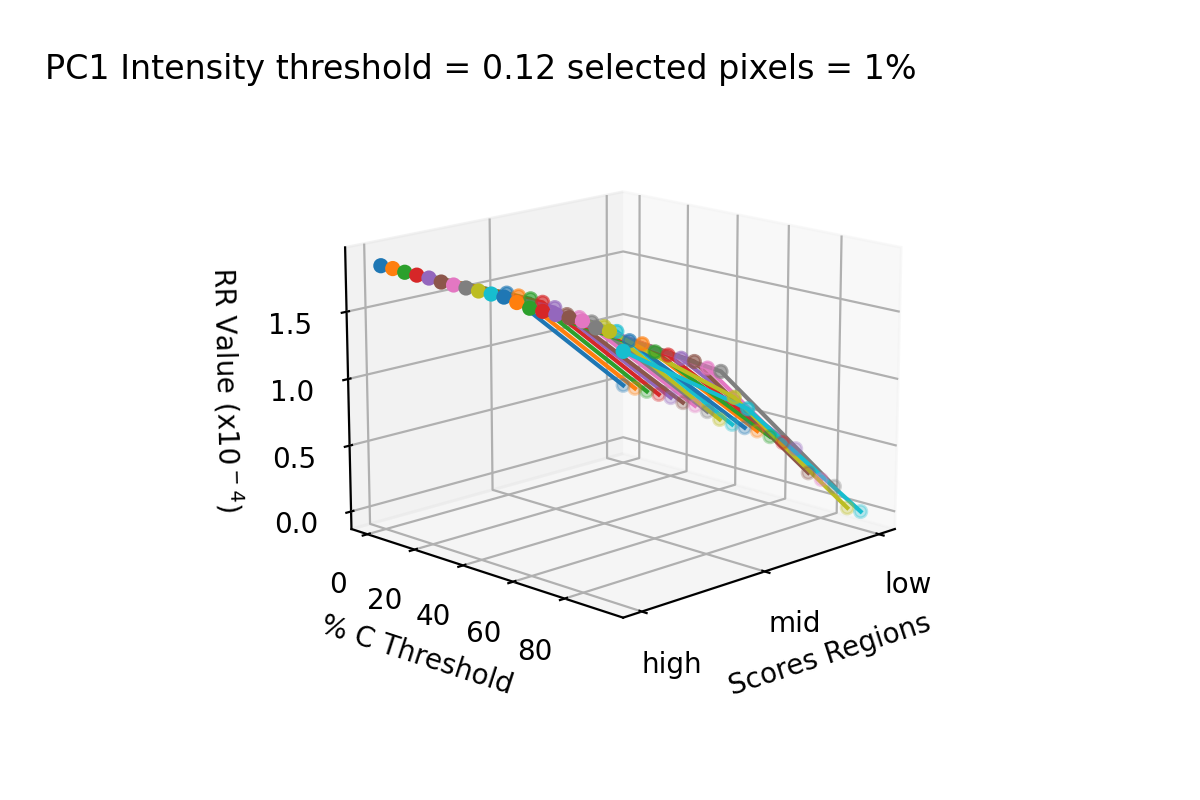 PC1 Intensity threshold = 0.12 selected pixels = 1%
RR Value (x10⁻⁴)
1.5
1.0
0.5
0.0
0
20
40
60
80
% C Threshold
low
mid
high
Scores Regions